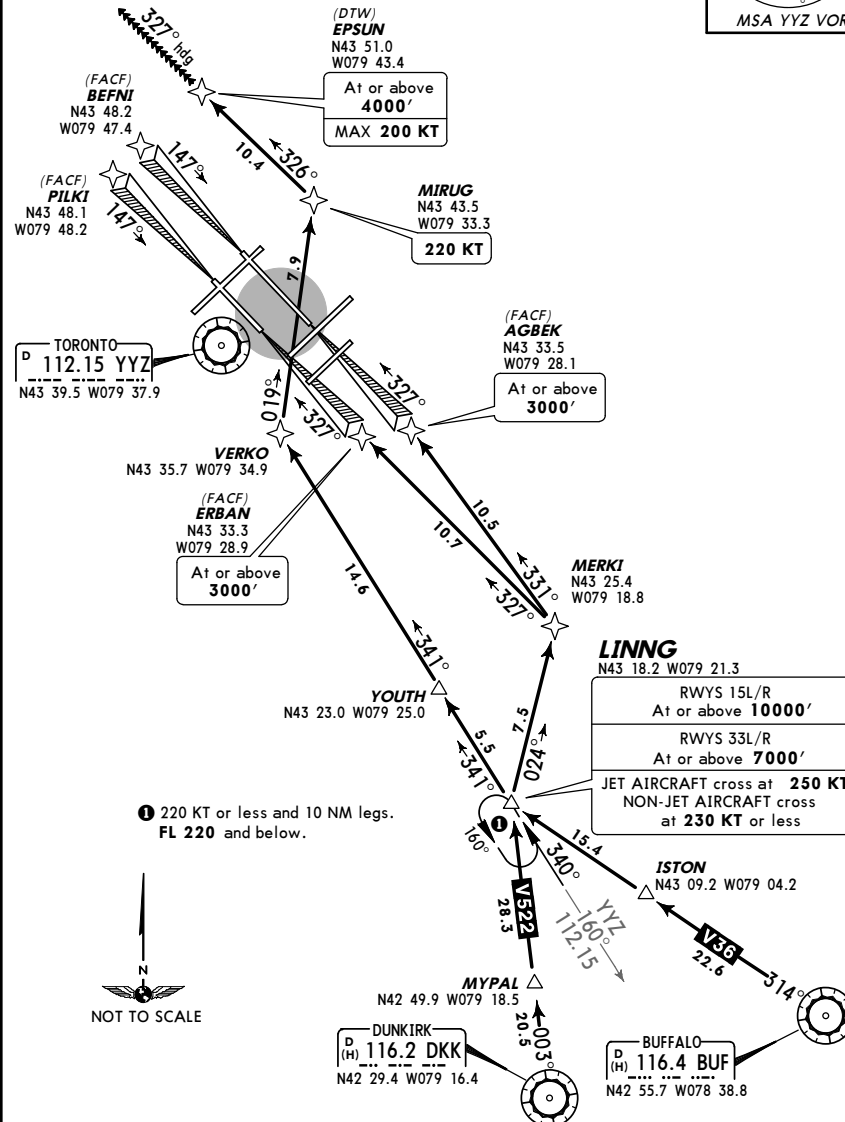 MSA YYZ VOR
327° hdg
(DTW)
EPSUN
N43 51.0
W079 43.4
At or above
4000'
MAX 200 KT
(FACF)
BEFNI
N43 48.2
W079 47.4
(FACF)
PILKI
N43 48.1
W079 48.2
147°
147°
10.4
326°
MIRUG
N43 43.5
W079 33.3
220 KT
7.9
TORONTO
D 112.15 YYZ
N43 39.5 W079 37.9
(FACF)
AGBEK
N43 33.5
W079 28.1
At or above
3000'
019°
327°
327°
VERKO
N43 35.7 W079 34.9
(FACF)
ERBAN
N43 33.3
W079 28.9
At or above
3000'
10.5
10.7
14.6
331°
327°
MERKI
N43 25.4
W079 18.8
341°
YOUTH
N43 23.0 W079 25.0
5.5
341°
7.5
024°
LINNG
N43 18.2 W079 21.3
RWYS 15L/R
At or above 10000'
RWYS 33L/R
At or above 7000'
JET AIRCRAFT cross at 250 KT
NON-JET AIRCRAFT cross
at 230 KT or less
1 220 KT or less and 10 NM legs.
FL 220 and below.
1
160°
340°
15.4
ISTON
N43 09.2 W079 04.2
YYZ
160°
112.15
V522
28.3
V36
22.6
314°
MYPAL
N42 49.9 W079 18.5
20.5
003°
N
NOT TO SCALE
DUNKIRK
D
(H) 116.2 DKK
N42 29.4 W079 16.4
BUFFALO
D
(H) 116.4 BUF
N42 55.7 W078 38.8